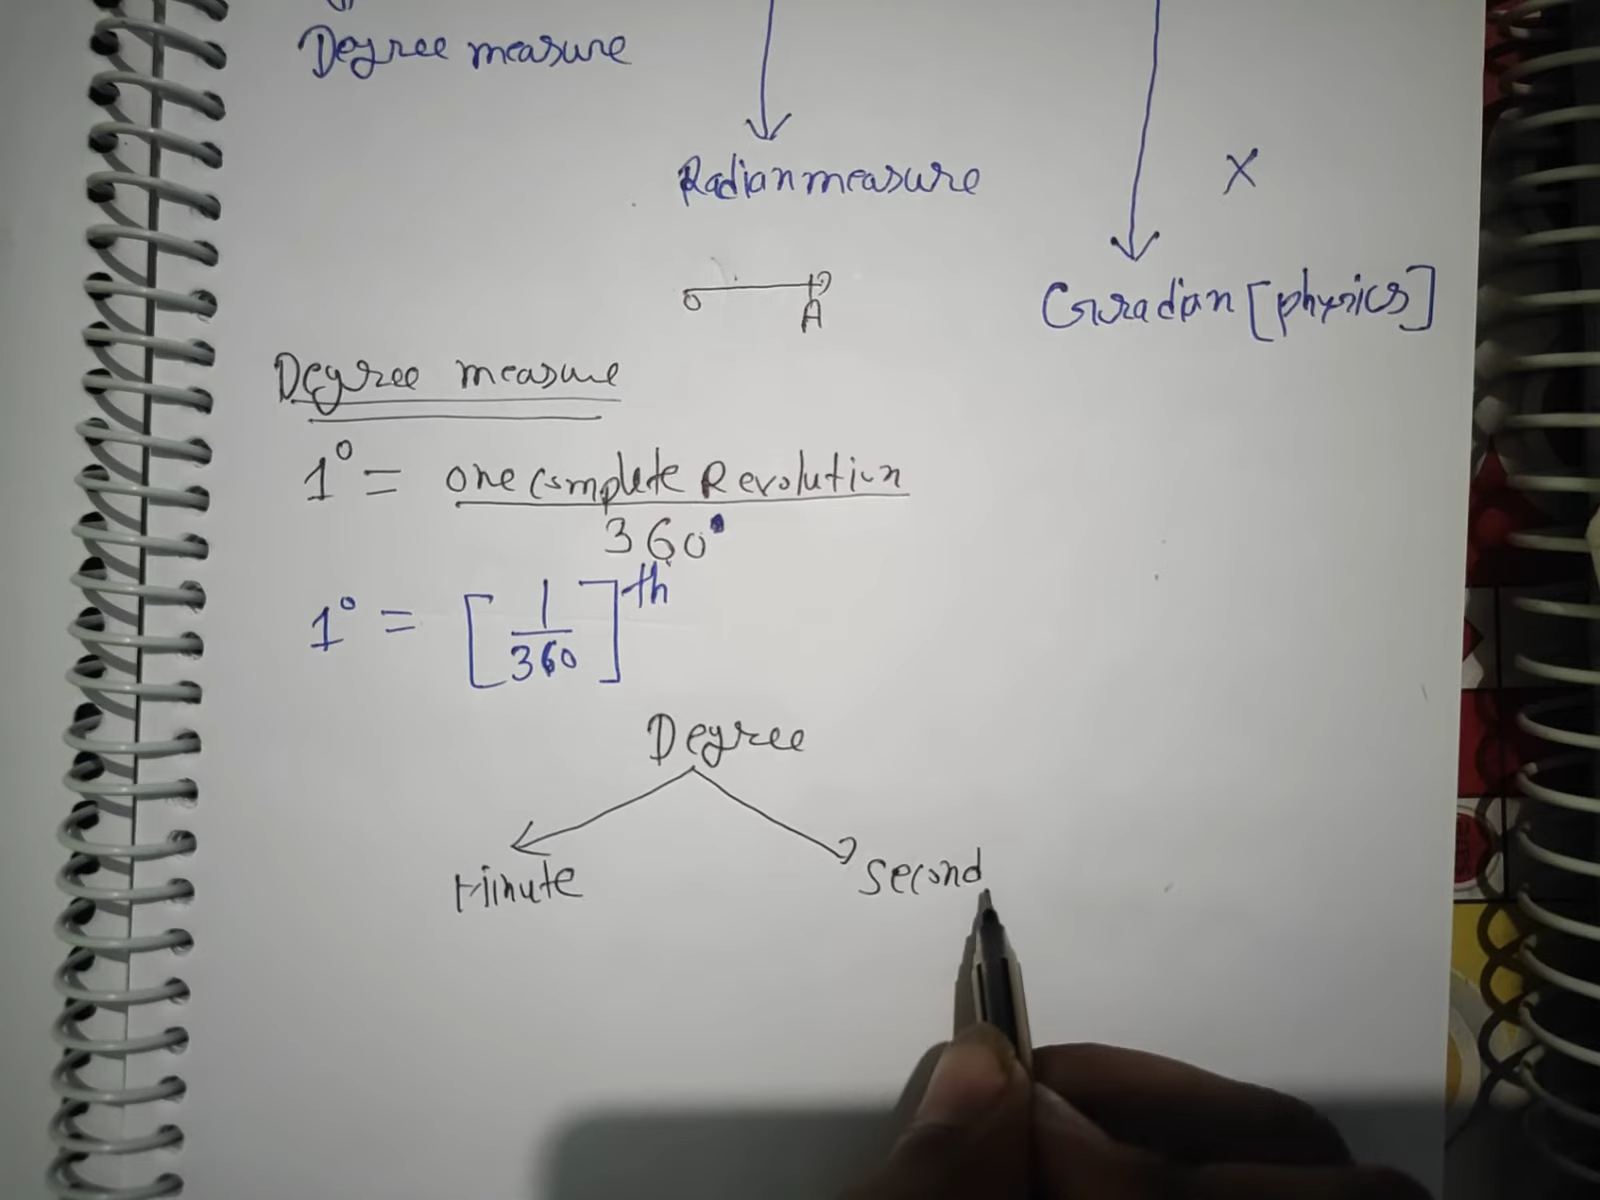 Degree measure
Radian measure
X
Gradian [physics]
O A
Degree measure
1° = one complete Revolution
360°
1° = [1/360]th
Degree
Minute Second